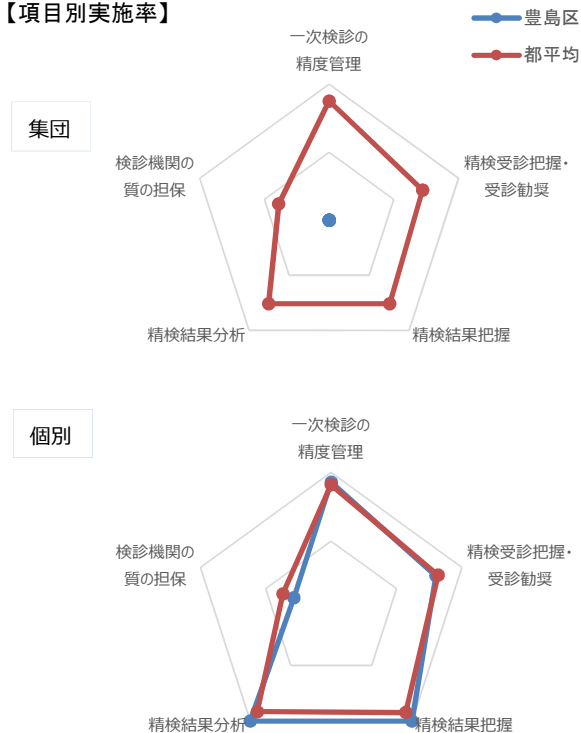 【項目別実施率】
豊島区
都平均
集団
一次検診の
精度管理
精検受診把握・
受診勧奨
精検結果把握
精検結果分析
検診機関の
質の担保
個別
一次検診の
精度管理
精検受診把握・
受診勧奨
精検結果把握
精検結果分析
検診機関の
質の担保